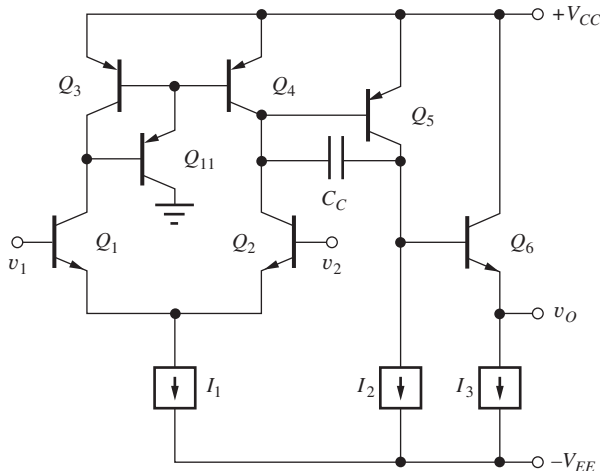 +V_CC
Q_3
Q_4
Q_5
Q_11
C_C
Q_1
Q_2
Q_6
v_1
v_2
v_O
I_1
I_2
I_3
−V_EE